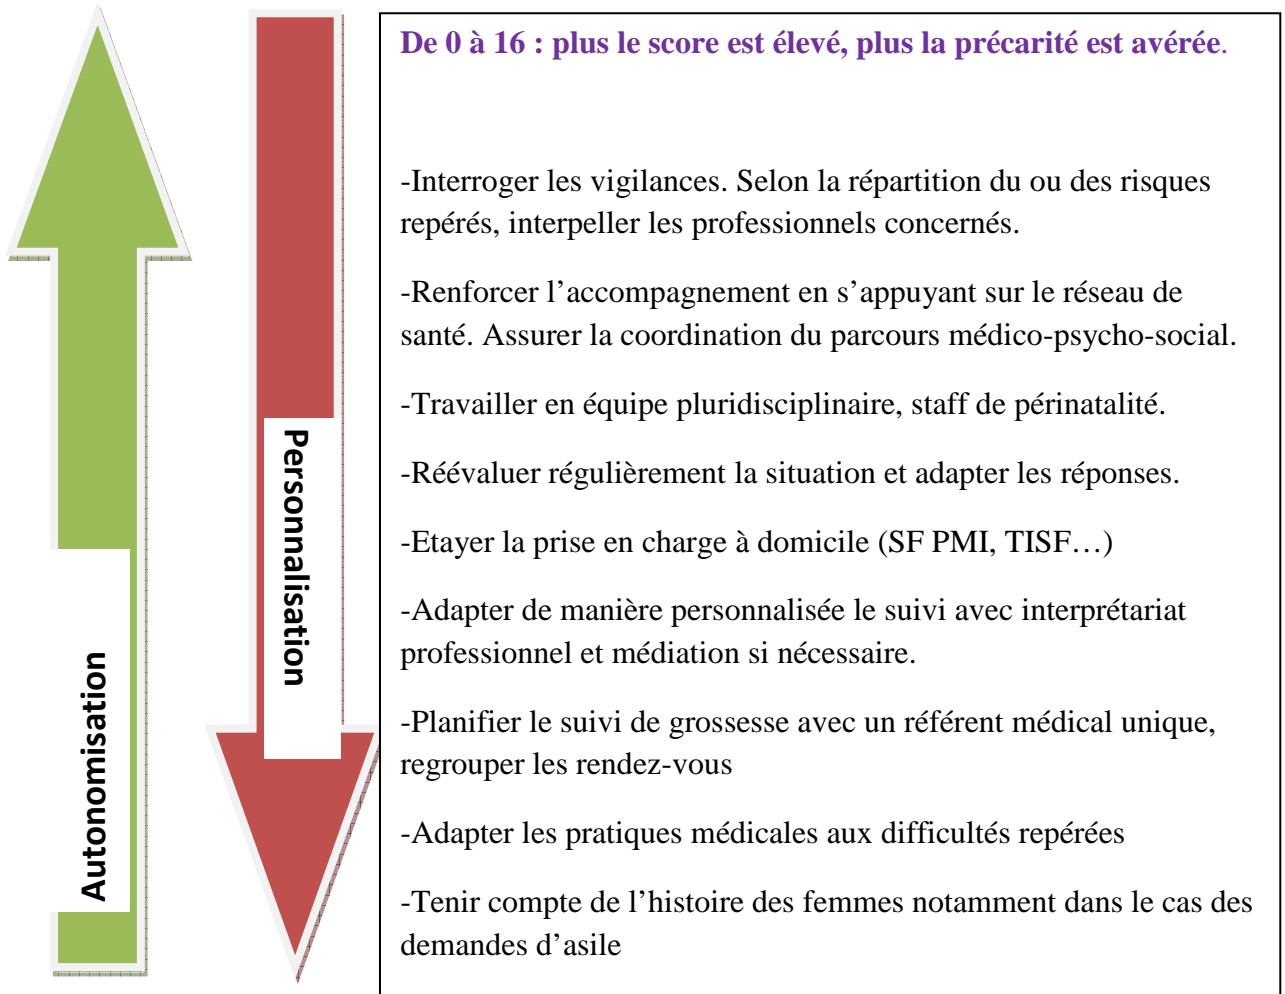 De 0 à 16 : plus le score est élevé, plus la précarité est avérée.
-Interroger les vigilances. Selon la répartition du ou des risques
repérés, interpeller les professionnels concernés.
-Renforcer l’accompagnement en s’appuyant sur le réseau de
santé. Assurer la coordination du parcours médico-psycho-social.
-Travailler en équipe pluridisciplinaire, staff de périnatalité.
-Réévaluer régulièrement la situation et adapter les réponses.
-Etayer la prise en charge à domicile (SF PMI, TISF…)
-Adapter de manière personnalisée le suivi avec interprétariat
professionnel et médiation si nécessaire.
-Planifier le suivi de grossesse avec un référent médical unique,
regrouper les rendez-vous
-Adapter les pratiques médicales aux difficultés repérées
-Tenir compte de l’histoire des femmes notamment dans le cas des
demandes d’asile
Autonomisation
Personnalisation